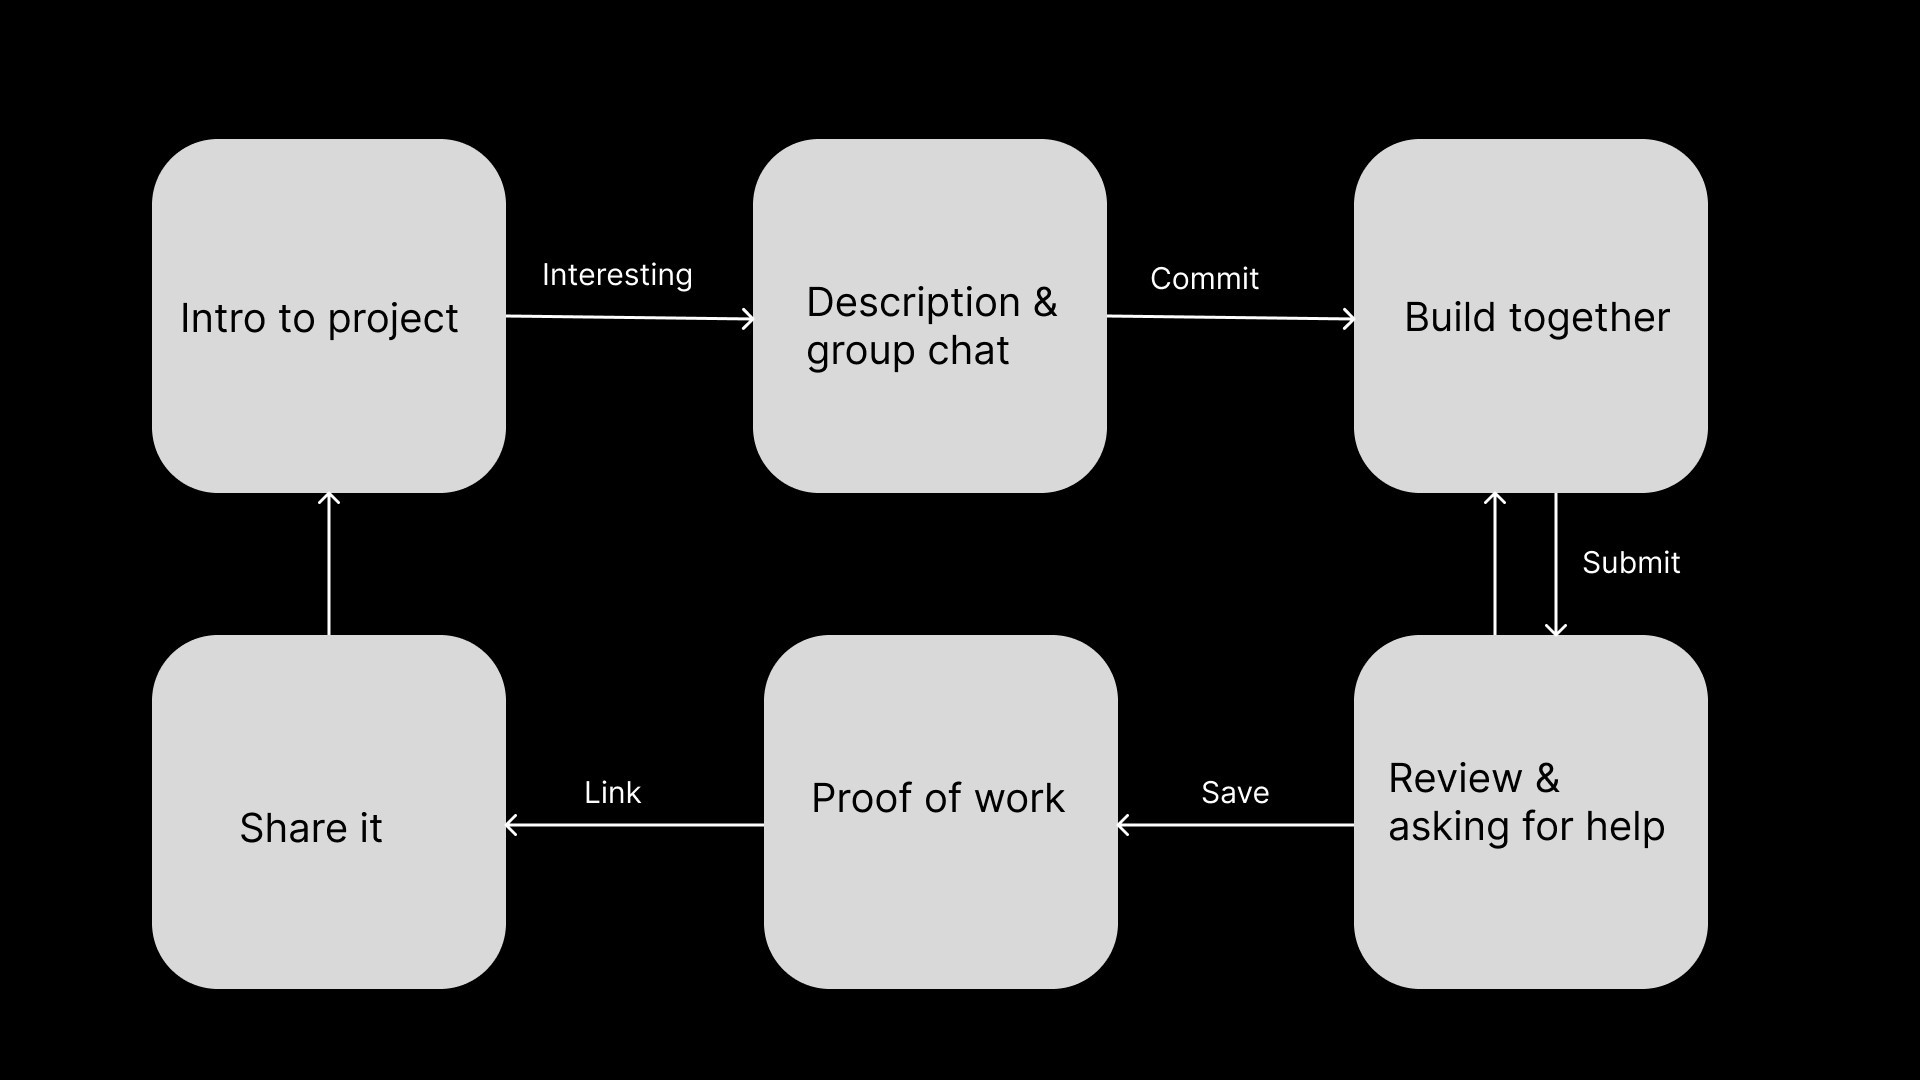 Intro to project
Interesting
Description &
group chat
Commit
Build together
Submit
Review &
asking for help
Save
Proof of work
Link
Share it